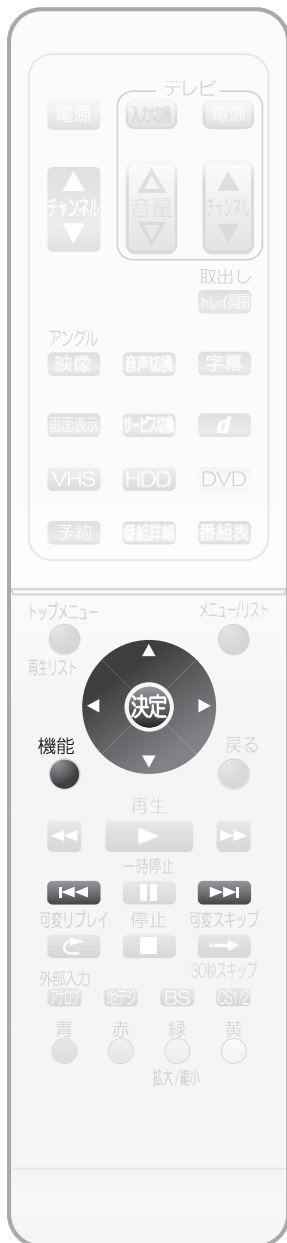 テレビ
電源 入力切換 電源
チャンネル 音量 チャンネル
取出し
トレイ開閉
アングル
映像 音声切換 字幕
画面表示 サービス切換 d
VHS HDD DVD
予約 番組詳細 番組表
トップメニュー メニュー/リスト
再生リスト
決定
機能 戻る
再生
一時停止
可変リプレイ 停止 可変スキップ
30秒スキップ
外部入力
アナログ 地デジ BS CS1/2
青 赤 緑 黄
拡大/縮小